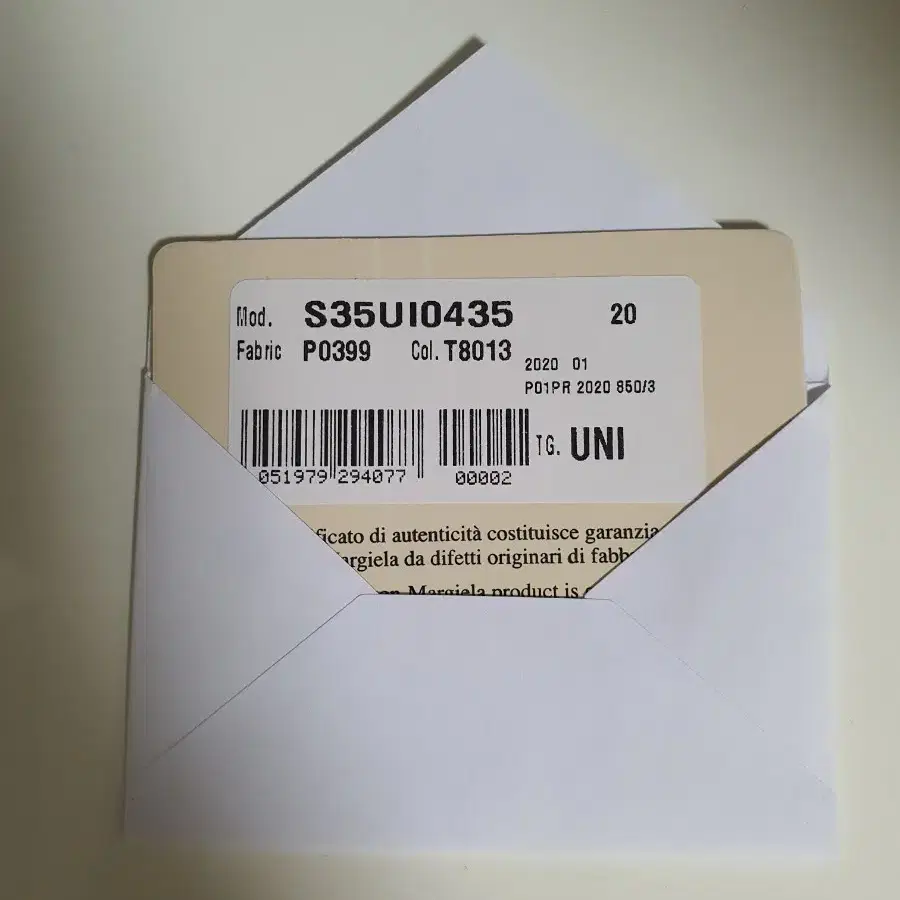 Mod. S35UI0435 20
Fabric P0399 Col. T8013
2020 01
P01PR 2020 850/3
051979 294077 00002 TG. UNI
di autenticità costituisce garanzia
da difetti originari di
Margiela product is